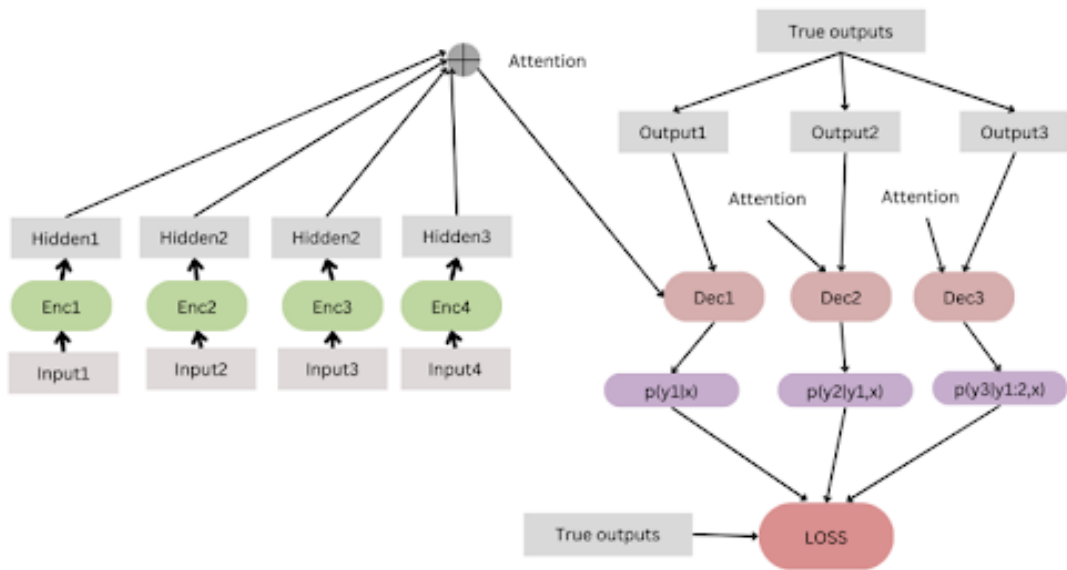 True outputs
Attention
Output1
Output2
Output3
Attention
Attention
Hidden1
Hidden2
Hidden2
Hidden3
Enc1
Enc2
Enc3
Enc4
Dec1
Dec2
Dec3
Input1
Input2
Input3
Input4
p(y1|x)
p(y2|y1,x)
p(y3|y1:2,x)
True outputs
LOSS